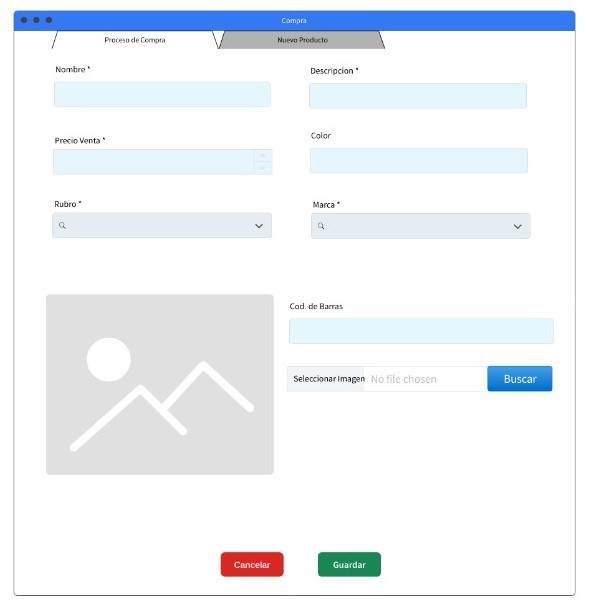 Compra
Proceso de Compra
Nuevo Producto
Nombre *
Descripcion *
Precio Venta *
Color
Rubro *
Marca *
Cod. de Barras
Seleccionar Imagen No file chosen Buscar
Cancelar
Guardar